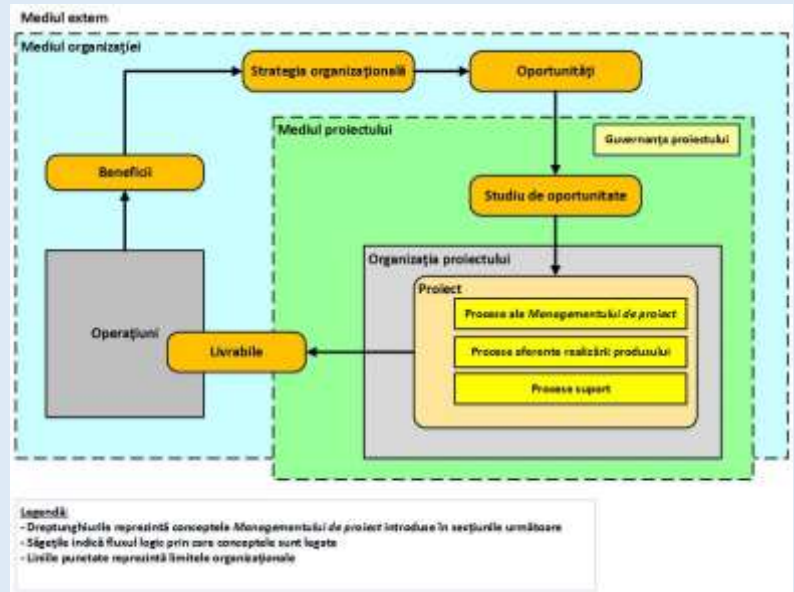 Mediul extern
Mediul organizației
Strategia organizațională
Oportunități
Mediul proiectului
Guvernanța proiectului
Beneficii
Studiu de oportunitate
Organizația proiectului
Proiect
Procese ale Managementului de proiect
Operațiuni
Livrabile
Procese aferente realizării produsului
Procese suport
Legendă:
- Dreptunghiurile reprezintă conceptele Managementului de proiect introduse în secțiunile următoare
- Săgețile indică fluxul logic prin care conceptele sunt legate
- Liniile punctate reprezintă limitele organizaționale